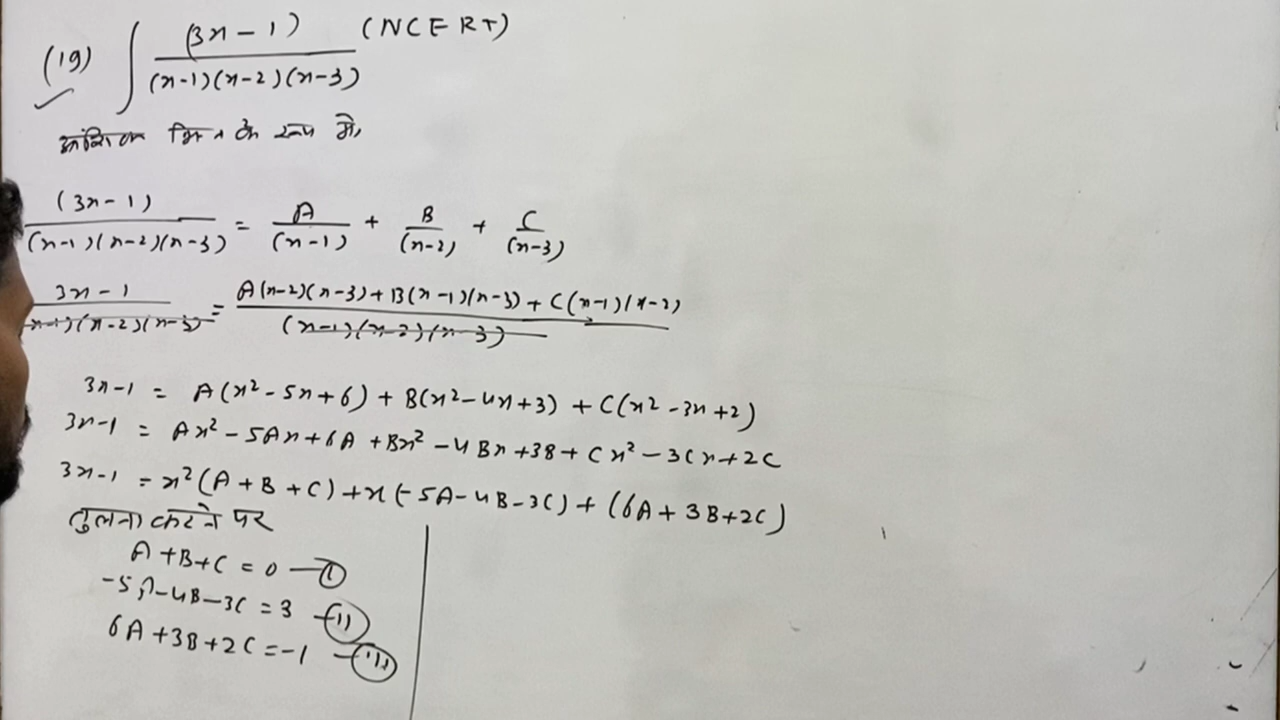 (19) ∫ (3x-1) / (x-1)(x-2)(x-3) (NCERT)
आंशिक भिन्न के रूप में,
(3x-1) / (x-1)(x-2)(x-3) = A/(x-1) + B/(x-2) + C/(x-3)
3x-1 / (x-1)(x-2)(x-3) = A(x-2)(x-3)+B(x-1)(x-3)+C(x-1)(x-2) / (x-1)(x-2)(x-3)
3x-1 = A(x²-5x+6) + B(x²-4x+3) + C(x²-3x+2)
3x-1 = Ax²-5Ax+6A+Bx²-4Bx+3B+Cx²-3Cx+2C
3x-1 = x²(A+B+C)+x(-5A-4B-3C)+(6A+3B+2C)
तुलना करने पर
A+B+C=0 —(i)
-5A-4B-3C=3 —(ii)
6A+3B+2C=-1 —(iii)